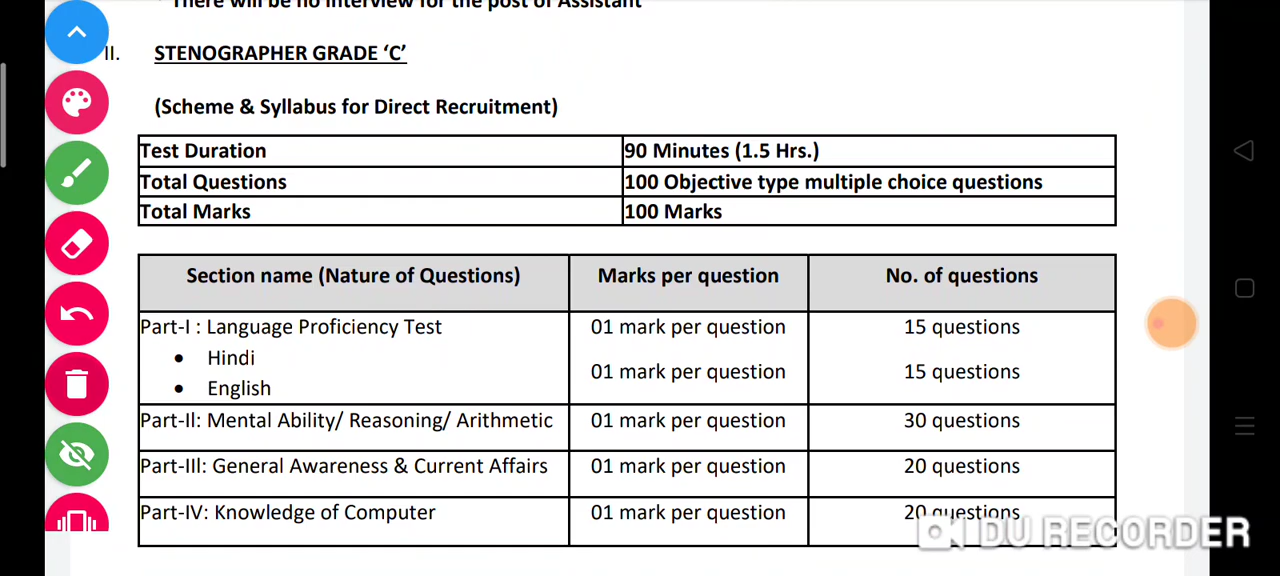 There will be no interview for the post of Assistant
II. STENOGRAPHER GRADE ‘C’
(Scheme & Syllabus for Direct Recruitment)
Test Duration 90 Minutes (1.5 Hrs.)
Total Questions 100 Objective type multiple choice questions
Total Marks 100 Marks
Section name (Nature of Questions) Marks per question No. of questions
Part-I : Language Proficiency Test 01 mark per question 15 questions
• Hindi
01 mark per question 15 questions
• English
Part-II: Mental Ability/ Reasoning/ Arithmetic 01 mark per question 30 questions
Part-III: General Awareness & Current Affairs 01 mark per question 20 questions
Part-IV: Knowledge of Computer 01 mark per question 20 questions
DU RECORDER